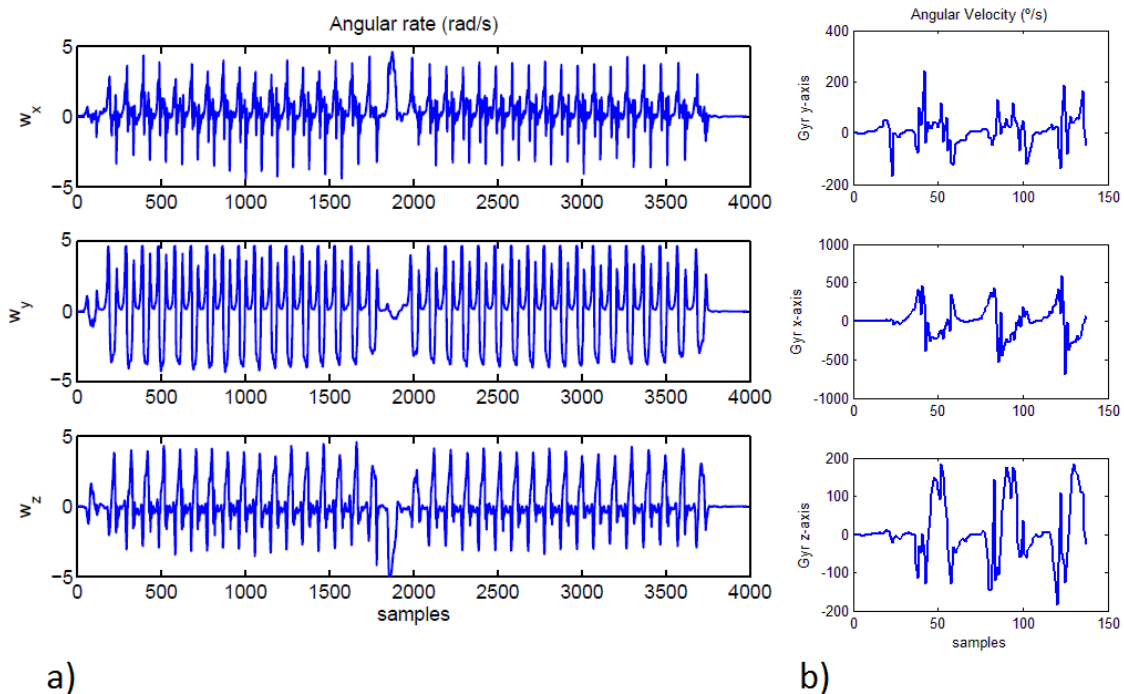 Angular rate (rad/s)
5
0
−5
w_x
0 500 1000 1500 2000 2500 3000 3500 4000
5
0
−5
w_y
0 500 1000 1500 2000 2500 3000 3500 4000
5
0
−5
w_z
0 500 1000 1500 2000 2500 3000 3500 4000
samples
a)
Angular Velocity (º/s)
400
200
0
-200
Gyr y-axis
0 50 100 150
1000
500
0
-500
-1000
Gyr x-axis
0 50 100 150
200
100
0
-100
-200
Gyr z-axis
0 50 100 150
samples
b)